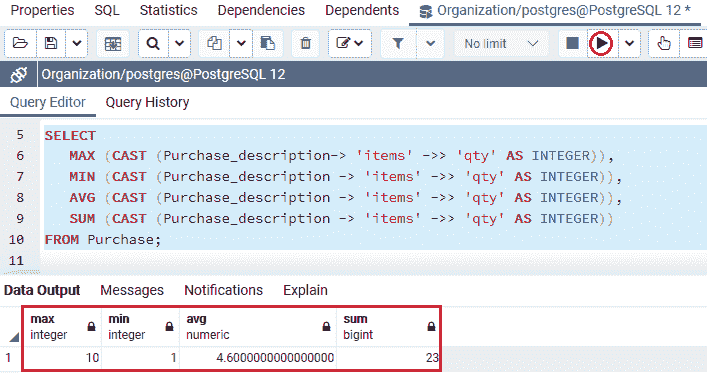 Properties SQL Statistics Dependencies Dependents Organization/postgres@PostgreSQL 12 *
No limit
Organization/postgres@PostgreSQL 12
Query Editor Query History
5 SELECT
6 MAX (CAST (Purchase_description-> 'items' ->> 'qty' AS INTEGER)),
7 MIN (CAST (Purchase_description -> 'items' ->> 'qty' AS INTEGER)),
8 AVG (CAST (Purchase_description -> 'items' ->> 'qty' AS INTEGER)),
9 SUM (CAST (Purchase_description -> 'items' ->> 'qty' AS INTEGER))
10 FROM Purchase;
11
Data Output Messages Notifications Explain
max min avg sum
integer integer numeric bigint
1 10 1 4.6000000000000000 23